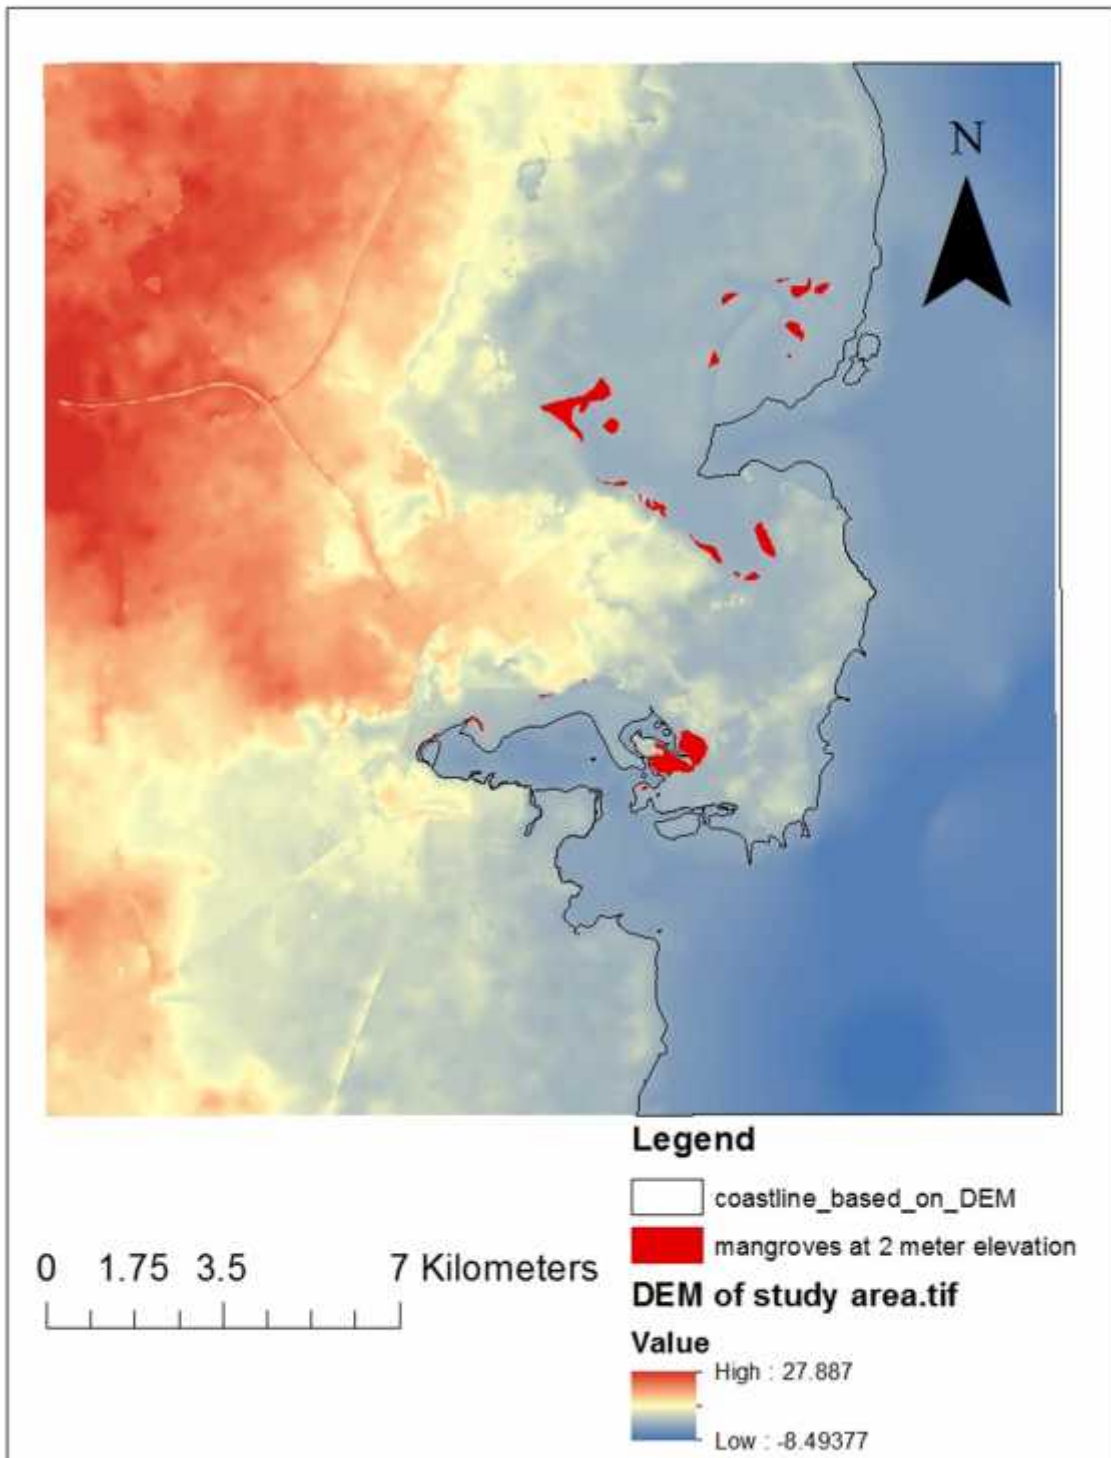 N
Legend
coastline_based_on_DEM
mangroves at 2 meter elevation
0 1.75 3.5 7 Kilometers
DEM of study area.tif
Value
High : 27.887
Low : -8.49377